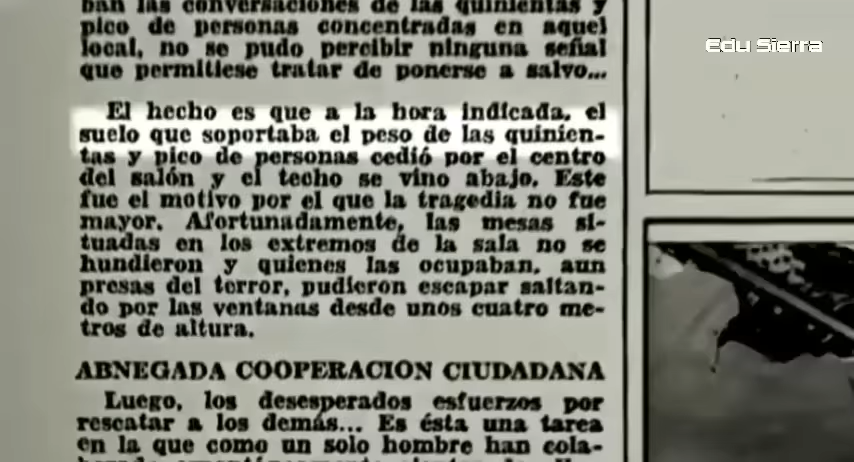 ban las conversaciones de las quinientas y
pico de personas concentradas en aquel
local, no se pudo percibir ninguna señal
que permitiese tratar de ponerse a salvo...
El hecho es que a la hora indicada, el
suelo que soportaba el peso de las quinien-
tas y pico de personas cedió por el centro
del salón y el techo se vino abajo. Este
fue el motivo por el que la tragedia no fue
mayor. Afortunadamente, las mesas si-
tuadas en los extremos de la sala no se
hundieron y quienes las ocupaban, aun
presas del terror, pudieron escapar saltan-
do por las ventanas desde unos cuatro me-
tros de altura.
ABNEGADA COOPERACION CIUDADANA
Luego, los desesperados esfuerzos por
rescatar a los demás... Es ésta una tarea
en la que como un solo hombre han cola-
Edu Sierra